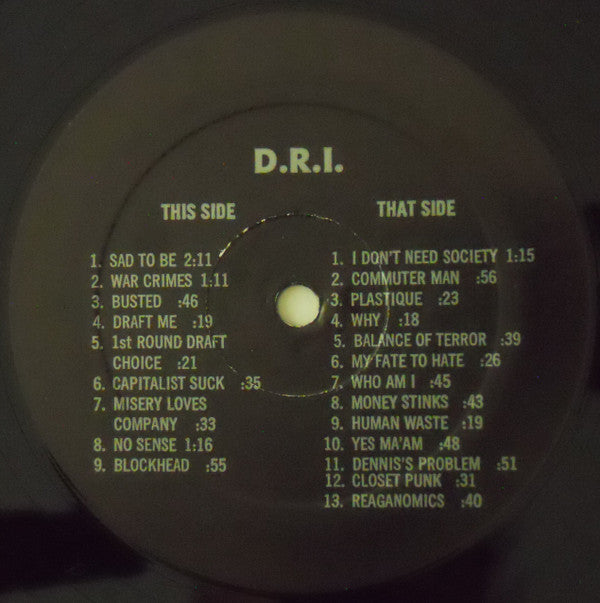 D.R.I.
THIS SIDE
1. SAD TO BE 2:11
2. WAR CRIMES 1:11
3. BUSTED :46
4. DRAFT ME :19
5. 1st ROUND DRAFT
CHOICE :21
6. CAPITALIST SUCK :35
7. MISERY LOVES
COMPANY :33
8. NO SENSE 1:16
9. BLOCKHEAD :55
THAT SIDE
1. I DON'T NEED SOCIETY 1:15
2. COMMUTER MAN :56
3. PLASTIQUE :23
4. WHY :18
5. BALANCE OF TERROR :39
6. MY FATE TO HATE :26
7. WHO AM I :45
8. MONEY STINKS :43
9. HUMAN WASTE :19
10. YES MA'AM :48
11. DENNIS'S PROBLEM :51
12. CLOSET PUNK :31
13. REAGANOMICS :40